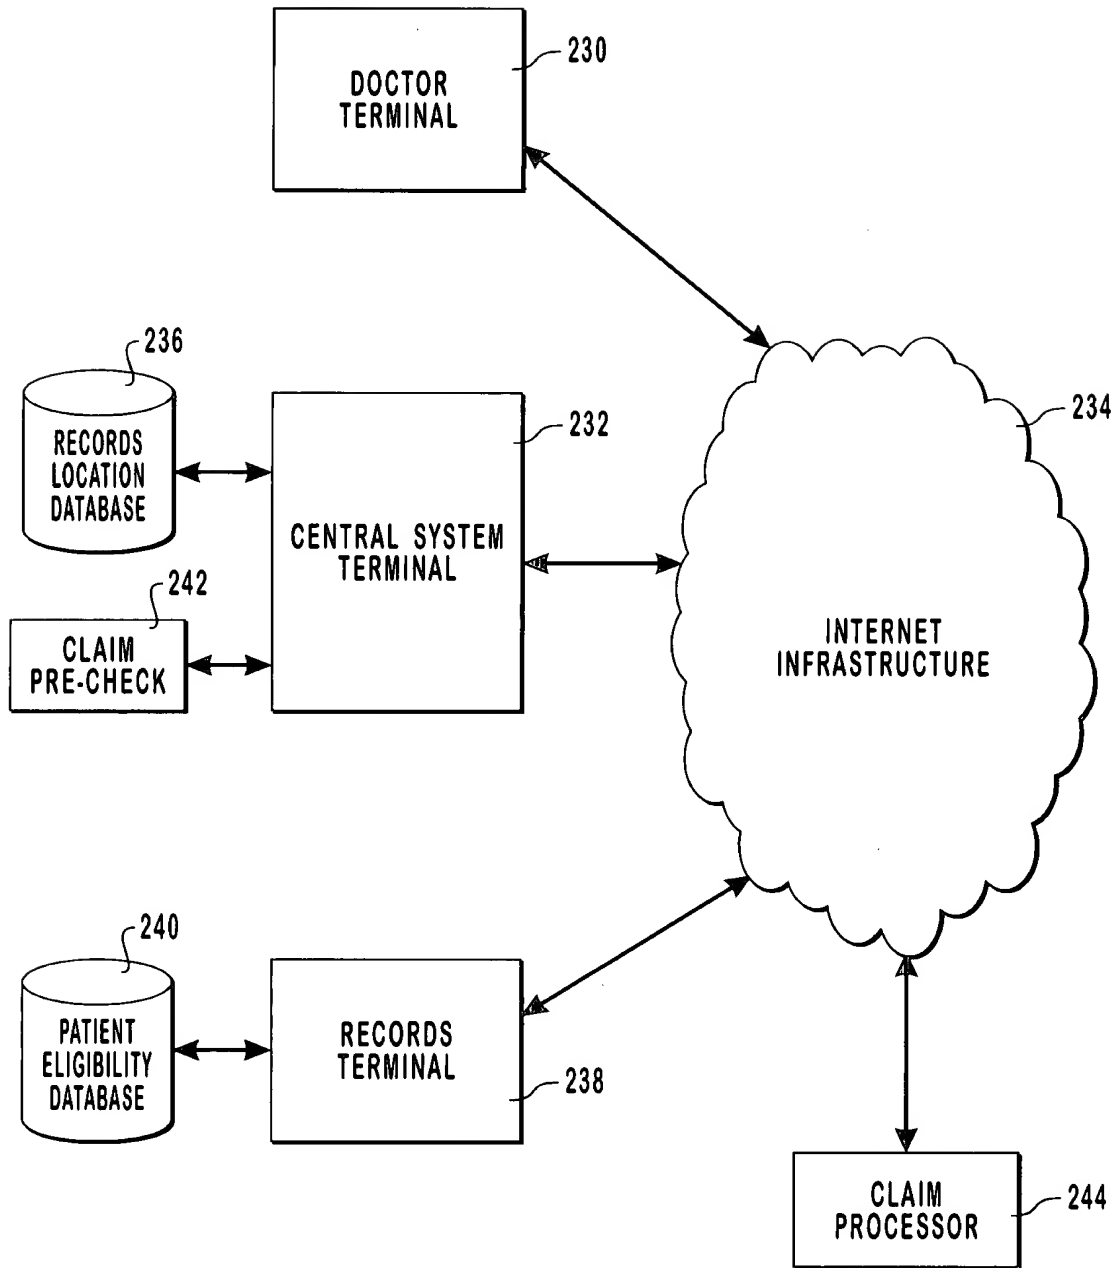 230
DOCTOR
TERMINAL
236
232
234
RECORDS
LOCATION
DATABASE
CENTRAL SYSTEM
TERMINAL
242
CLAIM
PRE-CHECK
INTERNET
INFRASTRUCTURE
240
PATIENT
ELIGIBILITY
DATABASE
RECORDS
TERMINAL
238
CLAIM
PROCESSOR
244